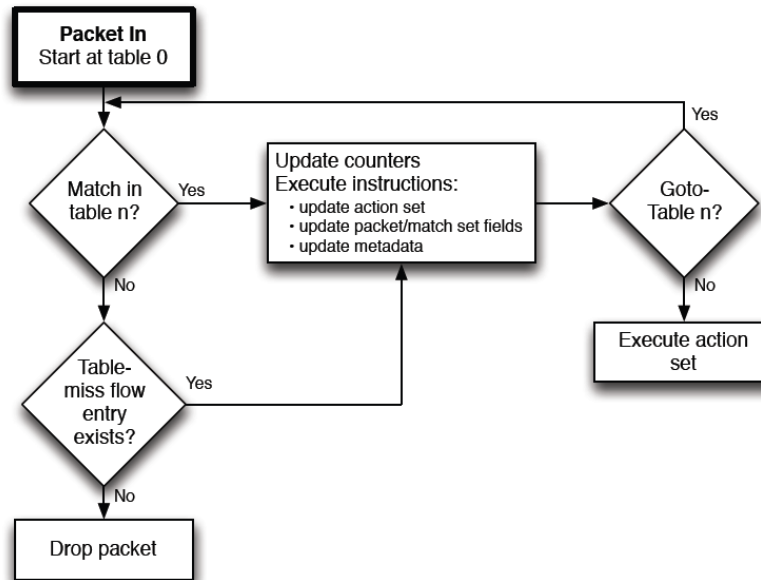 Packet In
Start at table 0
Yes
Match in
table n?
Yes
Update counters
Execute instructions:
• update action set
• update packet/match set fields
• update metadata
Goto-
Table n?
No
No
Execute action
set
Table-
miss flow
entry
exists?
Yes
No
Drop packet